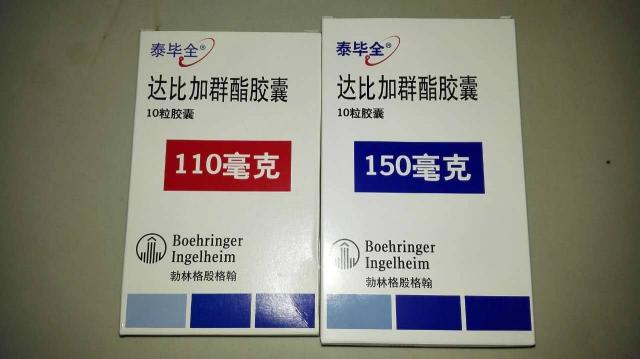 泰毕全®
达比加群酯胶囊
10粒胶囊
110毫克
Boehringer
Ingelheim
勃林格殷格翰
泰毕全®
达比加群酯胶囊
10粒胶囊
150毫克
Boehringer
Ingelheim
勃林格殷格翰